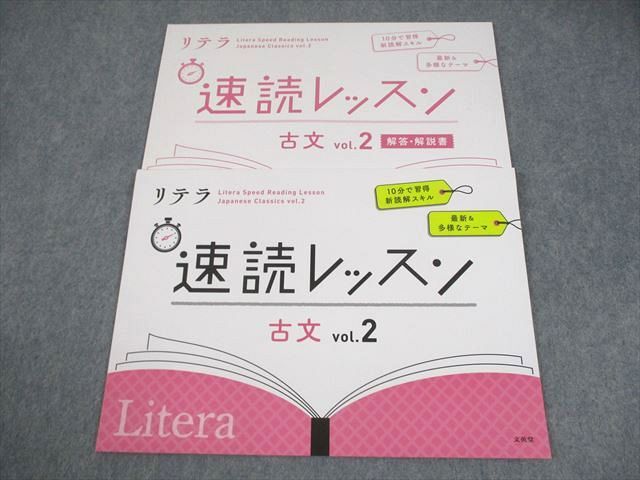 リテラ
Litera Speed Reading Lesson
Japanese Classics vol.2
10分で習得
新読解スキル
最新&
多様なテーマ
速読レッスン
古文 vol.2 解答・解説書
リテラ
Litera Speed Reading Lesson
Japanese Classics vol.2
10分で習得
新読解スキル
最新&
多様なテーマ
速読レッスン
古文 vol.2
Litera
文英堂